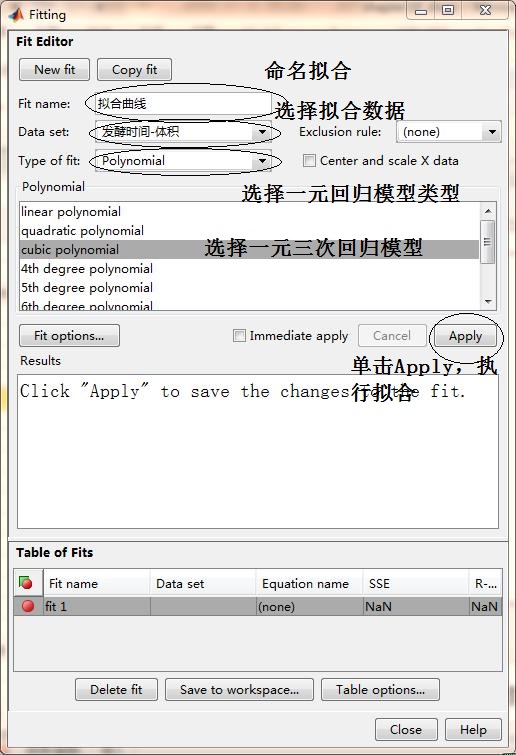 Fitting
Fit Editor
New fit Copy fit
命名拟合
Fit name: 拟合曲线
选择拟合数据
Data set: 发酵时间-体积 Exclusion rule: (none)
Type of fit: Polynomial Center and scale X data
Polynomial
选择一元回归模型类型
linear polynomial
quadratic polynomial
cubic polynomial
选择一元三次回归模型
4th degree polynomial
5th degree polynomial
6th degree polynomial
Fit options... Immediate apply Cancel Apply
Results
单击Apply，执
行拟合
Click "Apply" to save the changes to the fit.
Table of Fits
Fit name Data set Equation name SSE R-...
fit 1 (none) NaN NaN
Delete fit Save to workspace... Table options...
Close Help